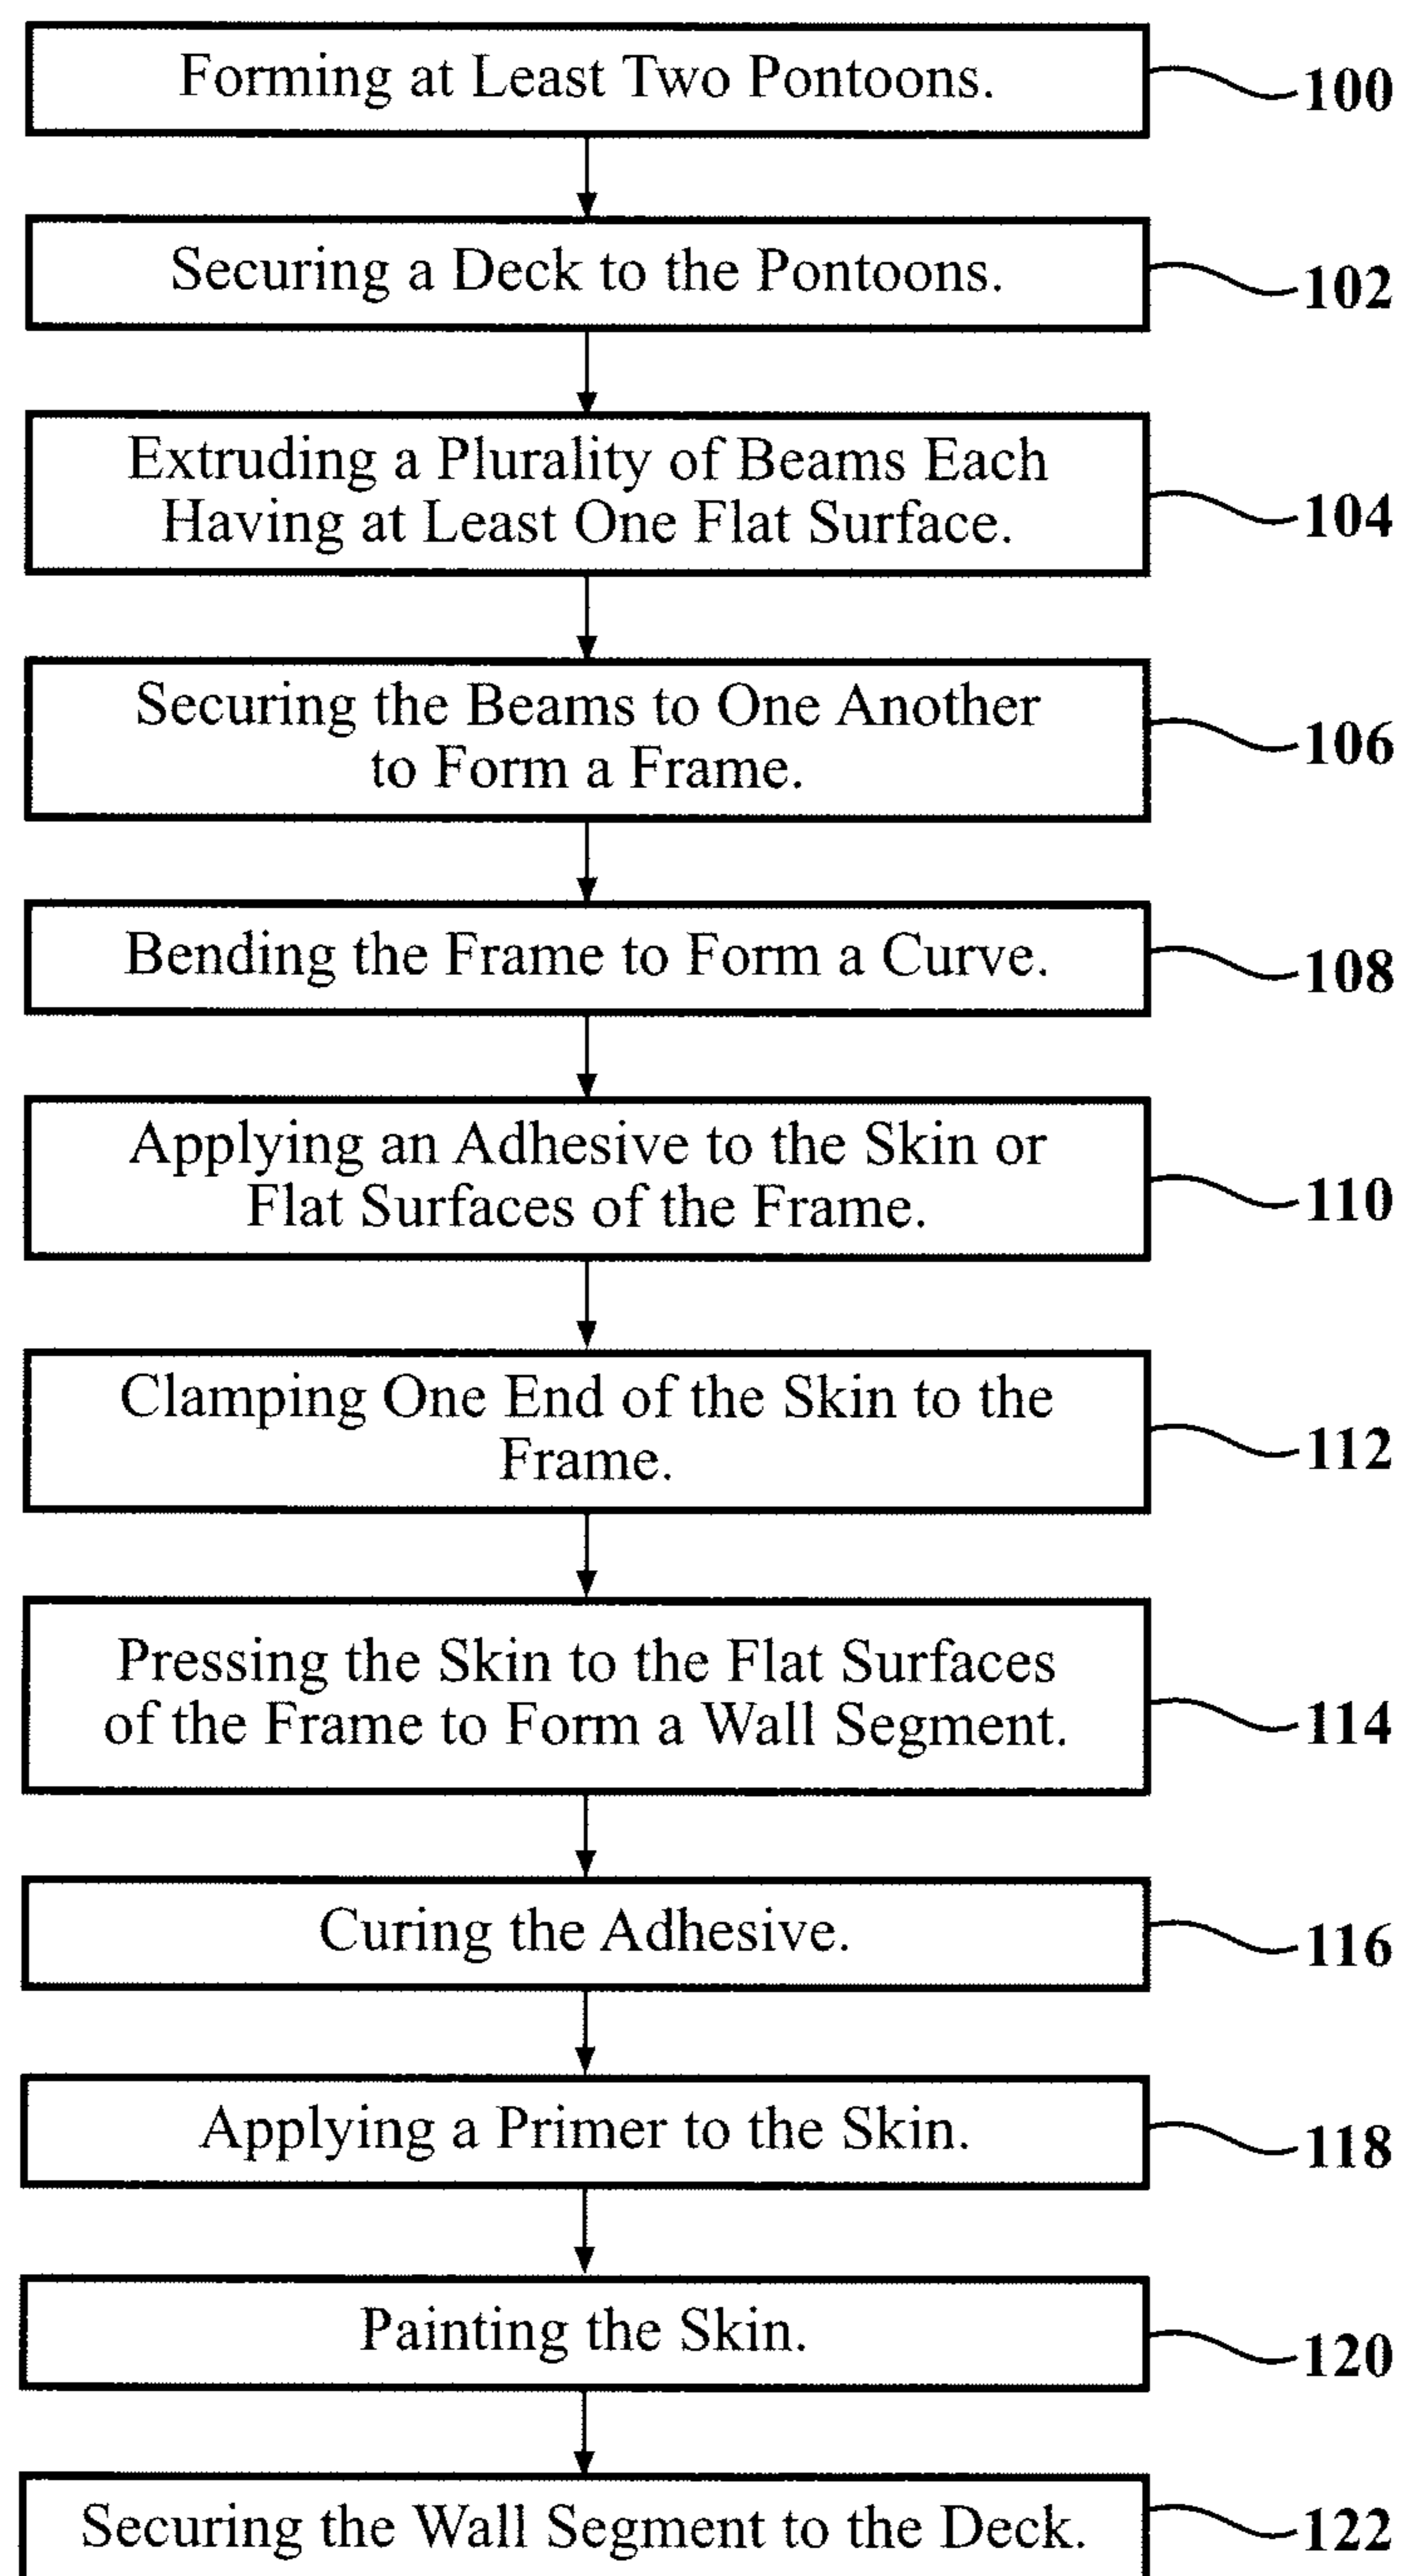 Forming at Least Two Pontoons.
100
Securing a Deck to the Pontoons.
102
Extruding a Plurality of Beams Each
Having at Least One Flat Surface.
104
Securing the Beams to One Another
to Form a Frame.
106
Bending the Frame to Form a Curve.
108
Applying an Adhesive to the Skin or
Flat Surfaces of the Frame.
110
Clamping One End of the Skin to the
Frame.
112
Pressing the Skin to the Flat Surfaces
of the Frame to Form a Wall Segment.
114
Curing the Adhesive.
116
Applying a Primer to the Skin.
118
Painting the Skin.
120
Securing the Wall Segment to the Deck.
122